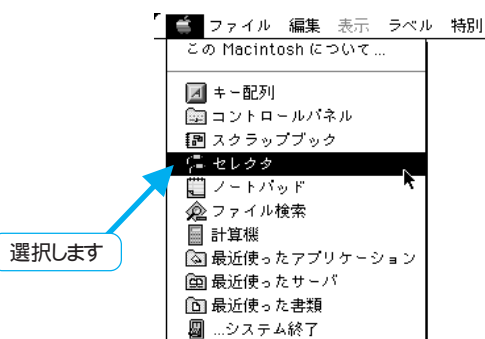 ファイル 編集 表示 ラベル 特別
この Macintosh について...
キー配列
コントロールパネル
スクラップブック
セレクタ
ノートパッド
ファイル検索
計算機
最近使ったアプリケーション
最近使ったサーバ
最近使った書類
...システム終了
選択します